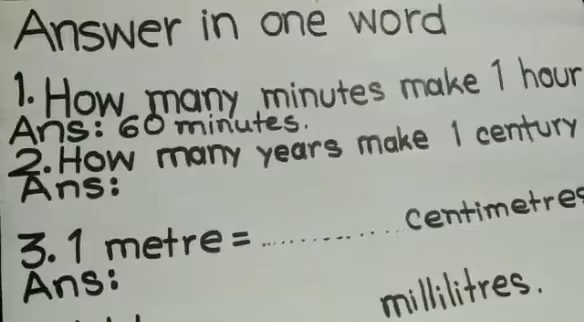 Answer in one word
1. How many minutes make 1 hour
Ans: 60 minutes.
2. How many years make 1 century
Ans:
3. 1 metre = .............. centimetres
Ans:
millilitres.